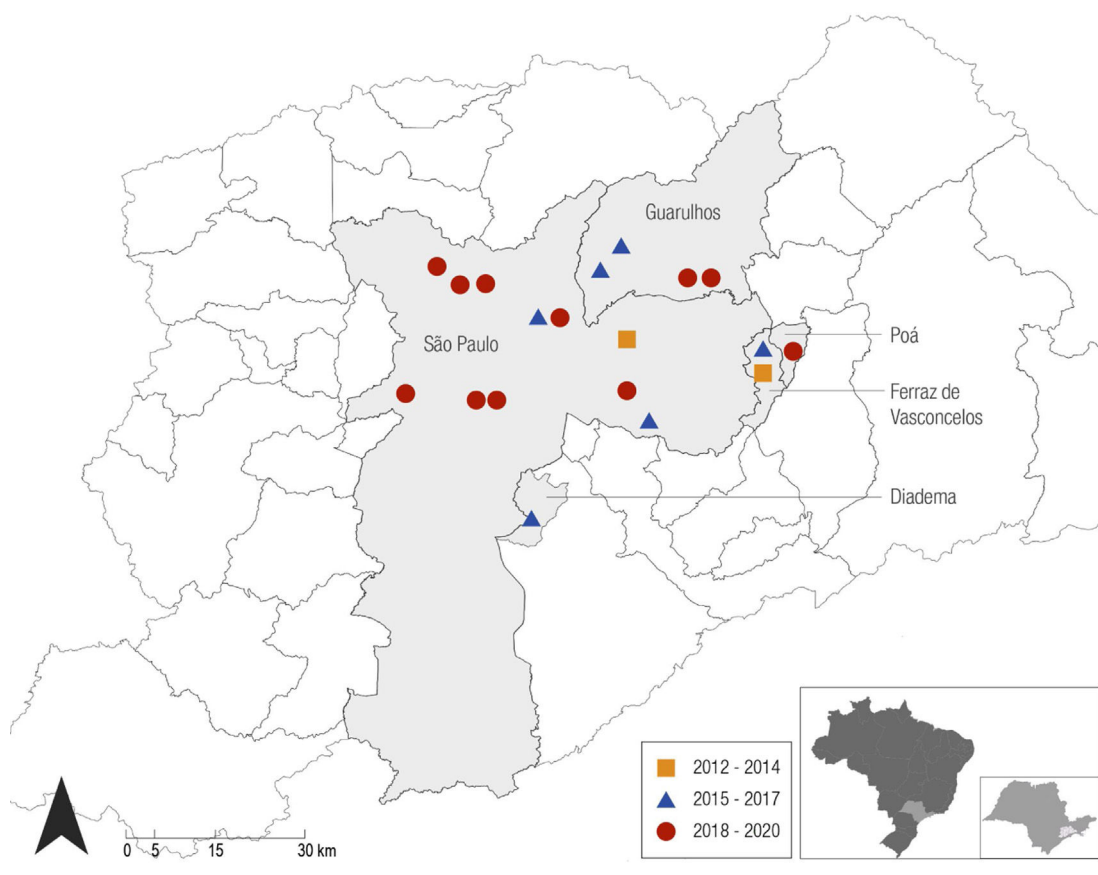 Guarulhos
São Paulo
Poá
Ferraz de
Vasconcelos
Diadema
2012 - 2014
2015 - 2017
2018 - 2020
0 5 15 30 km